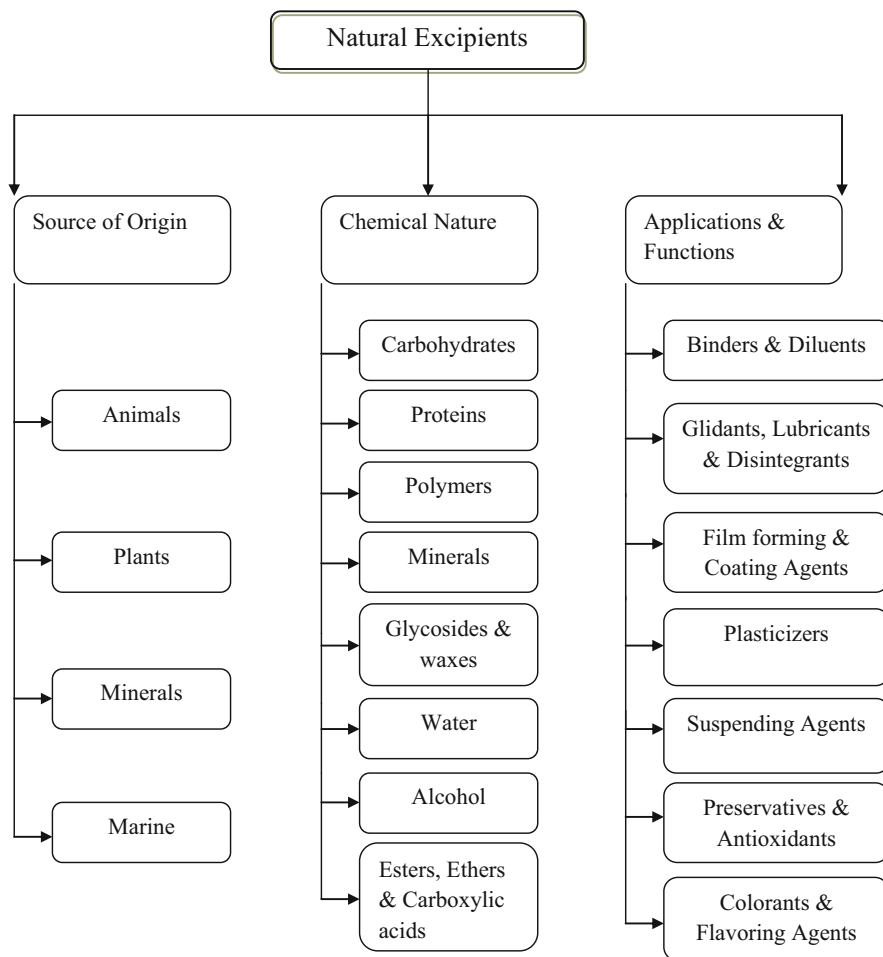 Natural Excipients
Source of Origin
Animals
Plants
Minerals
Marine
Chemical Nature
Carbohydrates
Proteins
Polymers
Minerals
Glycosides &
waxes
Water
Alcohol
Esters, Ethers
& Carboxylic
acids
Applications &
Functions
Binders & Diluents
Glidants, Lubricants
& Disintegrants
Film forming &
Coating Agents
Plasticizers
Suspending Agents
Preservatives &
Antioxidants
Colorants &
Flavoring Agents